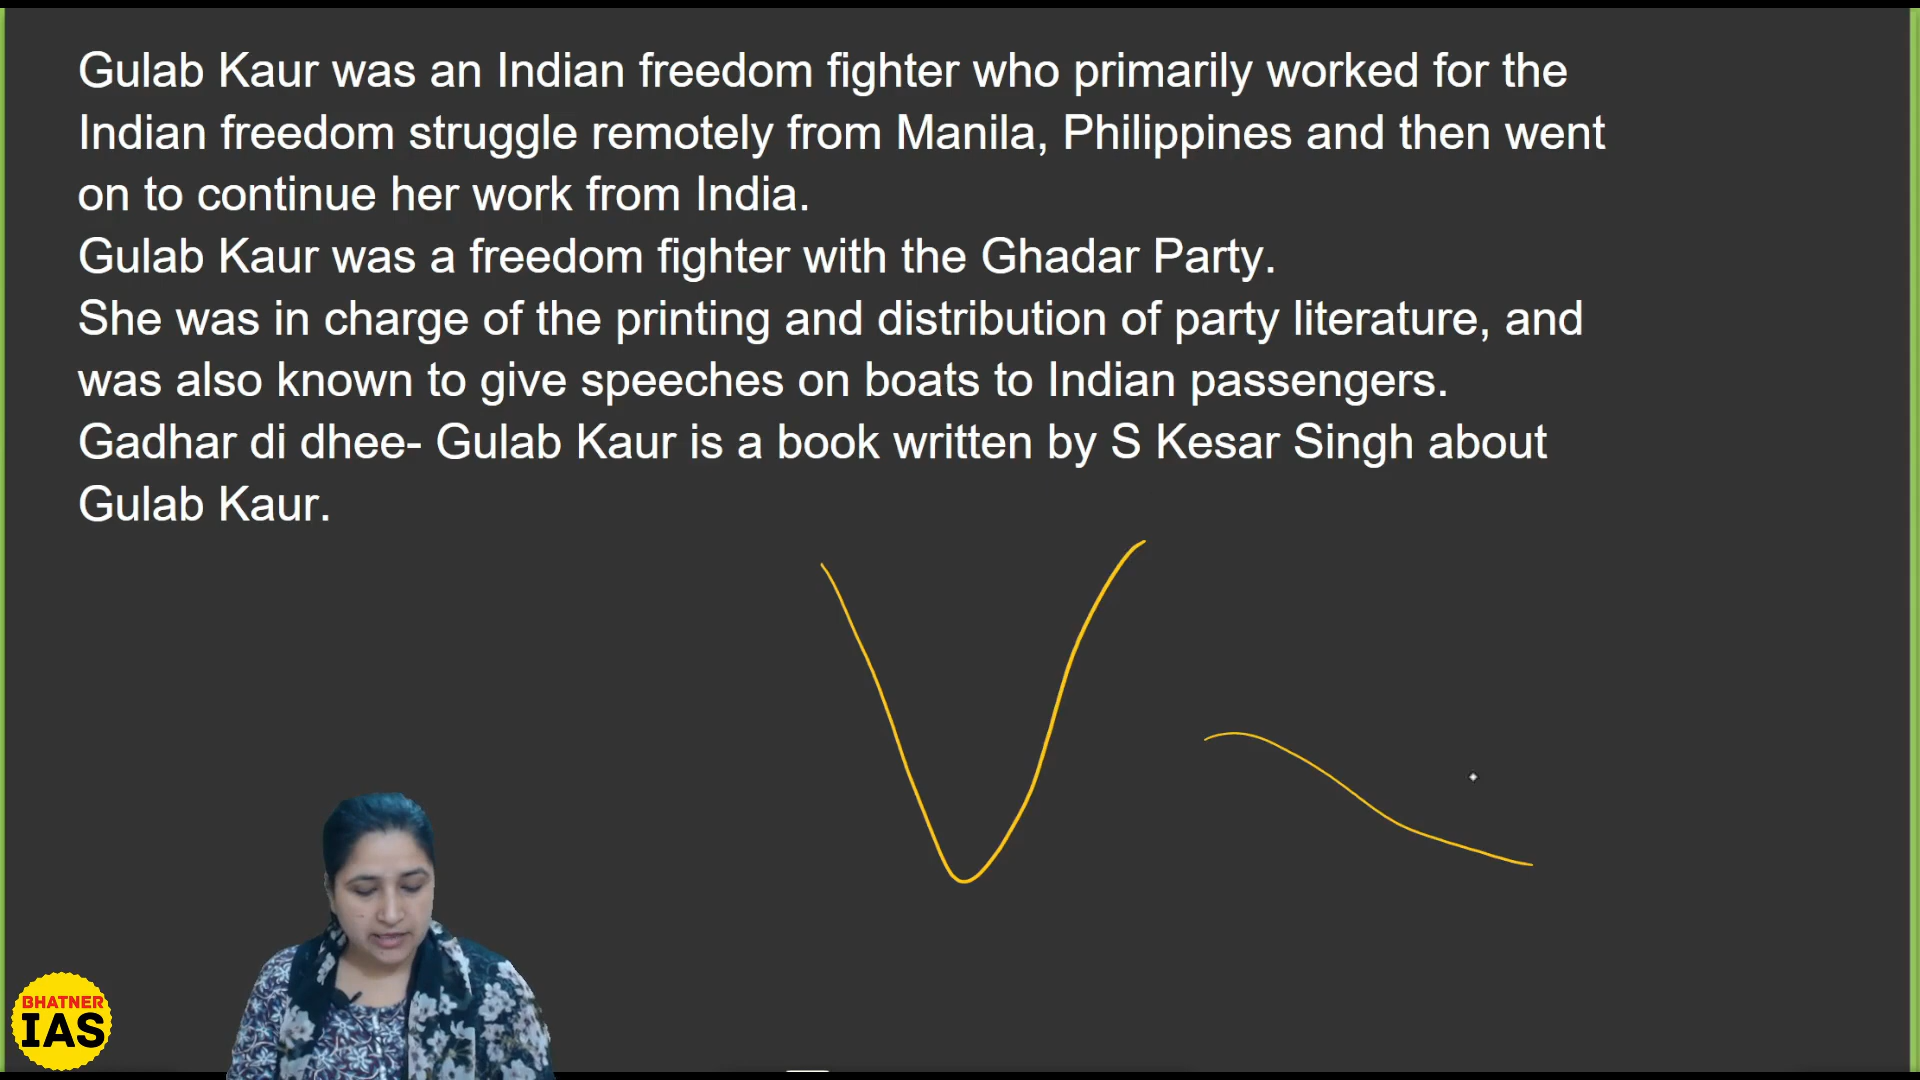 Gulab Kaur was an Indian freedom fighter who primarily worked for the
Indian freedom struggle remotely from Manila, Philippines and then went
on to continue her work from India.
Gulab Kaur was a freedom fighter with the Ghadar Party.
She was in charge of the printing and distribution of party literature, and
was also known to give speeches on boats to Indian passengers.
Gadhar di dhee- Gulab Kaur is a book written by S Kesar Singh about
Gulab Kaur.
BHATNER
IAS